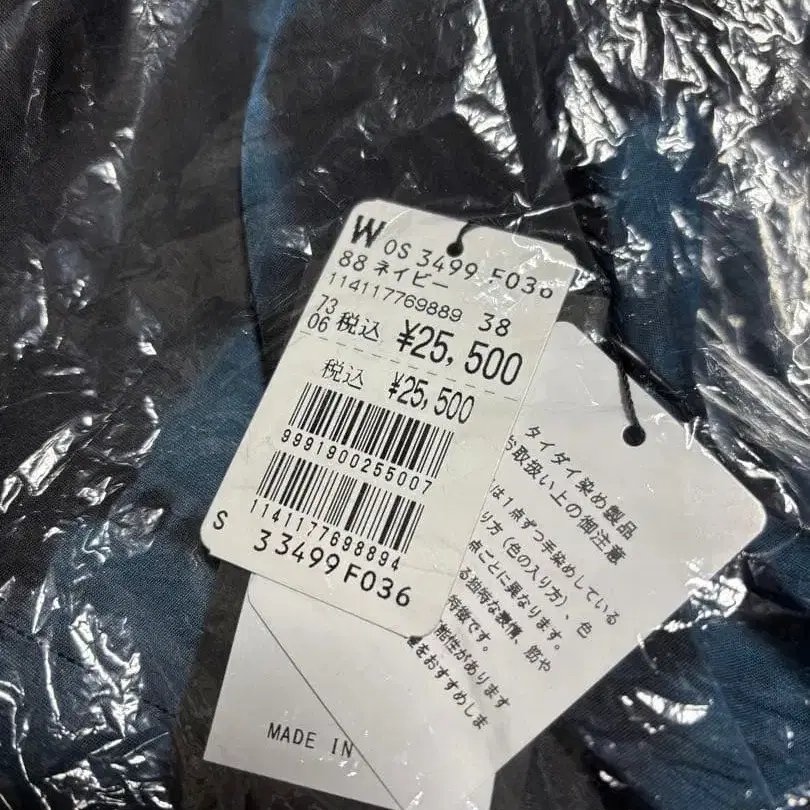 W OS 3499 F036
88 ネイビー
114117769889 38
73
06 税込 ¥25,500
税込 ¥25,500
9991900255007
1141177698894
S 33499F036
タイダイ染め製品
お取扱い上の御注意
は1点ずつ手染めしている
り方(色の入り方)、色
点ごとに異なります。
る独特な表情、節や
特徴です。
能性があります
をおすすめしま
MADE IN